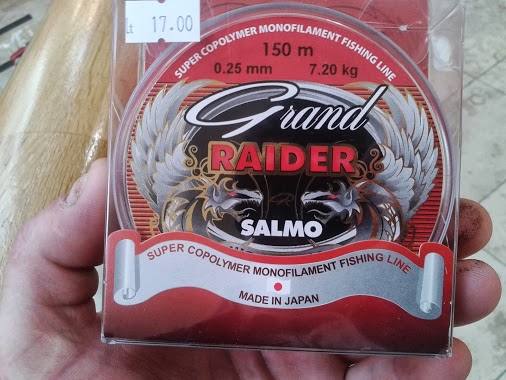 Lt 17.00
SUPER COPOLYMER MONOFILAMENT FISHING LINE
150 m
0.25 mm 7.20 kg
Grand
RAIDER
SALMO
SUPER COPOLYMER MONOFILAMENT FISHING LINE
MADE IN JAPAN